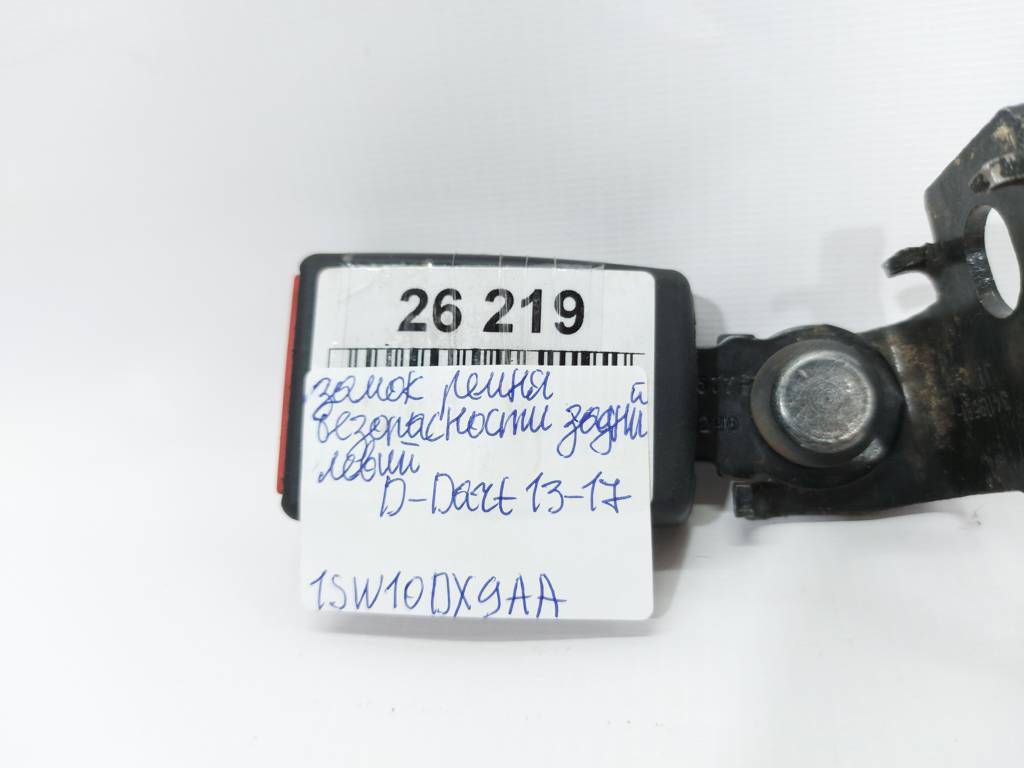 26 219
замок ремня
безопасности задний
левый
D-Dart 13-17
1SW10DX9AA